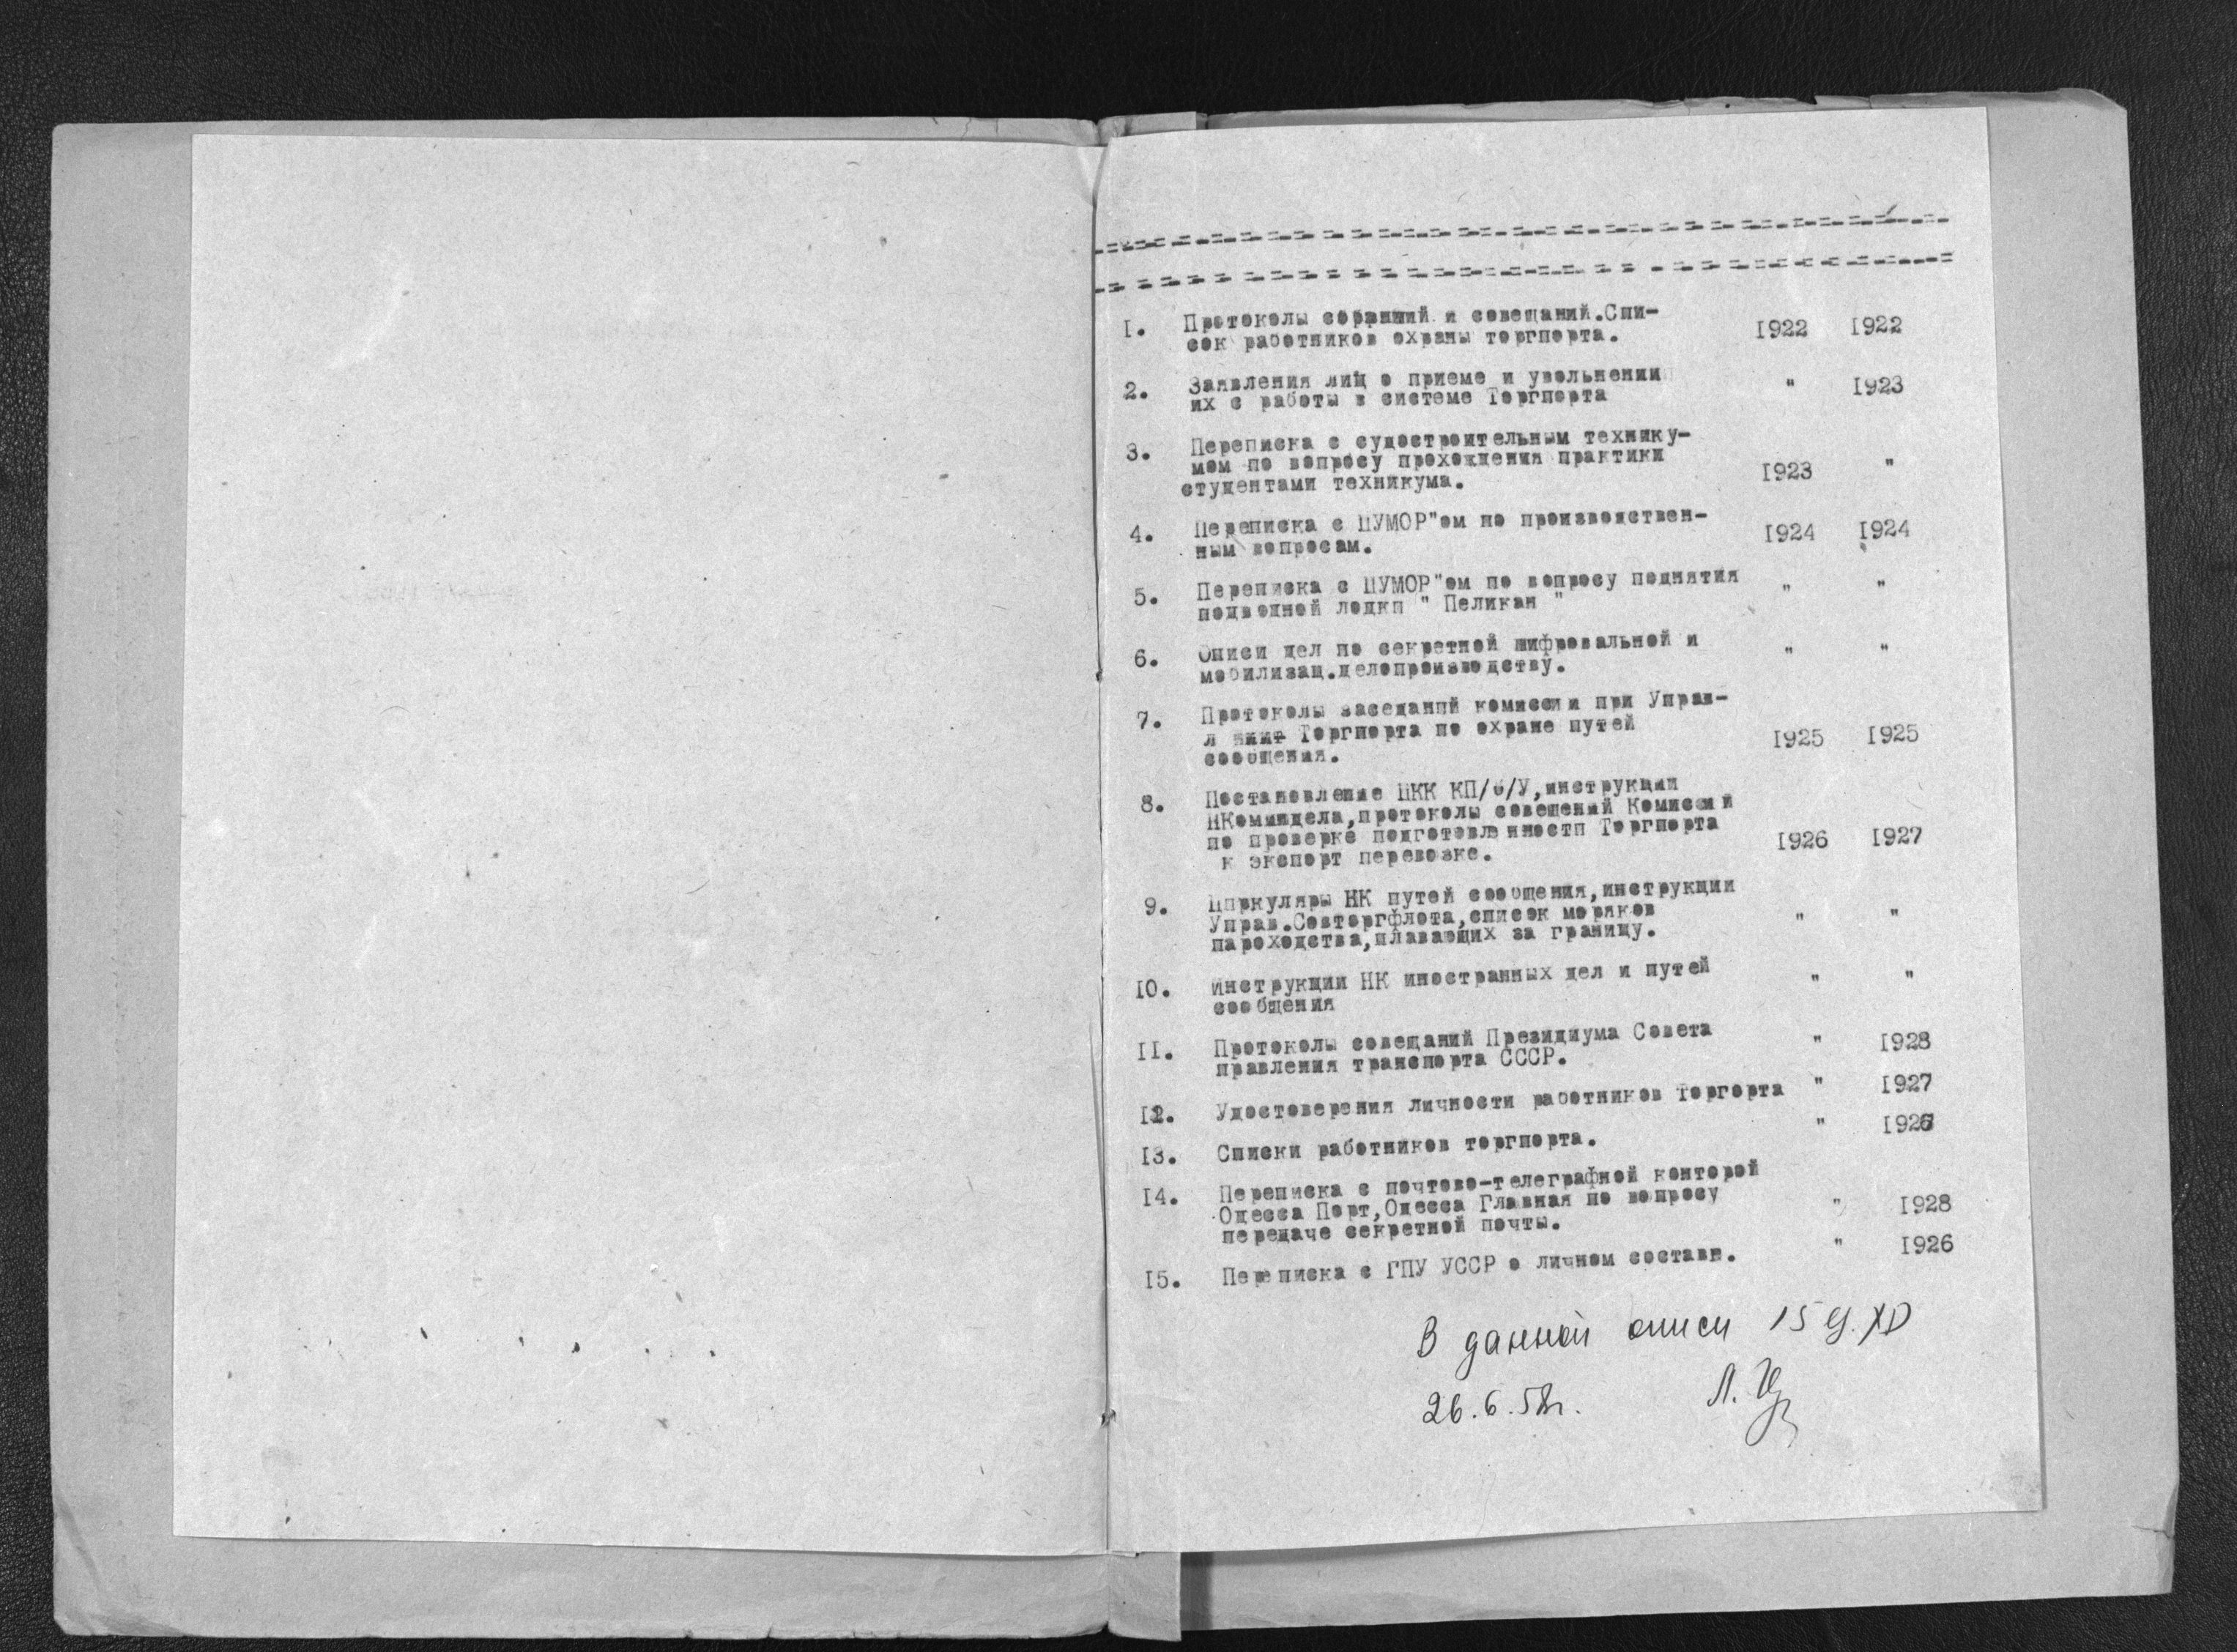 1. Протоколы собраний и совещаний.Спи-
сок работников охраны торгпорта. 1922 1922
2. Заявления лиц о приеме и увольнении
их с работы в системе Торгпорта " 1923
3. Переписка с судостроительным технику-
мом по вопросу прохождения практики
студентами техникума. 1923 "
4. Переписка с ЦУМОР"ом по производствен-
ным вопросам. 1924 1924
5. Переписка с ЦУМОР"ом по вопросу поднятия
подводной лодки " Пеликан " " "
6. Описи дел по секретной шифровальной и
мобилизац.делопроизводству. " "
7. Протоколы заседаний комиссии при Управ-
л Торгпорта по охране путей
сообщения. 1925 1925
8. Постановление ЦКК КП/б/У,инструкции
НКоминдела,протоколы совещений Комиссий
по проверке подготовленности Торгпорта
к экспорт перевозке. 1926 1927
9. Циркуляры НК путей сообщения,инструкции
Управ.Совторгфлота,список моряков
пароходства,плавающих за границу. " "
10. Инструкции НК иностранных дел и путей
сообщения " "
11. Протоколы совещаний Президиума Совета
правления транспорта СССР. " 1928
12. Удостоверения личности работников Торгорта " 1927
13. Списки работников торгпорта. "
14. Переписка с почтово-телеграфной конторой
Одесса Порт,Одесса Главная по вопросу
передаче секретной почты. " 1928
15. Переписка с ГПУ УССР о личном составе. " 1926
В данной описи 15 ед. хр
26.6.58г. Л.